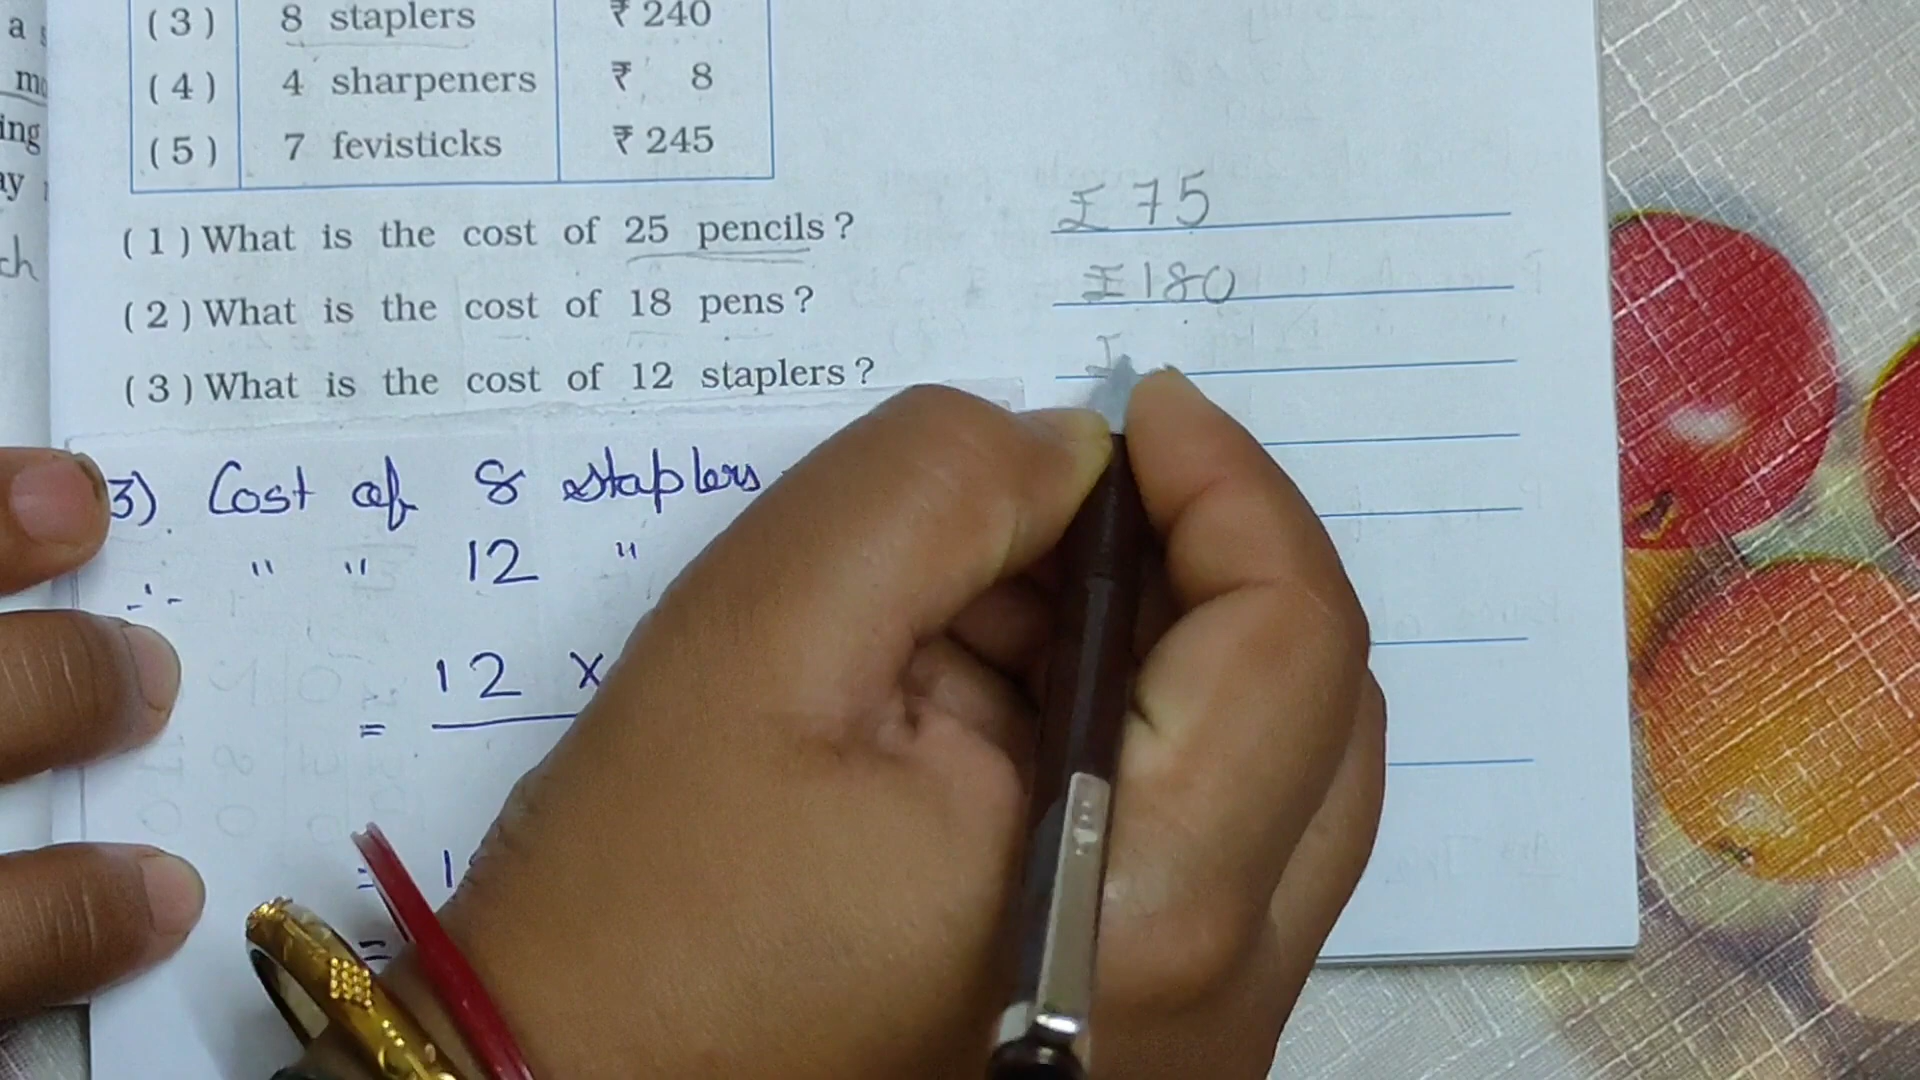 a
(3) 8 staplers ₹ 240
mo
(4) 4 sharpeners ₹ 8
ing
(5) 7 fevisticks ₹ 245
ay
(1) What is the cost of 25 pencils? ₹ 75
ch
(2) What is the cost of 18 pens? ₹ 180
(3) What is the cost of 12 staplers? ₹
3) Cost of 8 staplers
∴ " " 12 "
= 12 ×
= 1
=